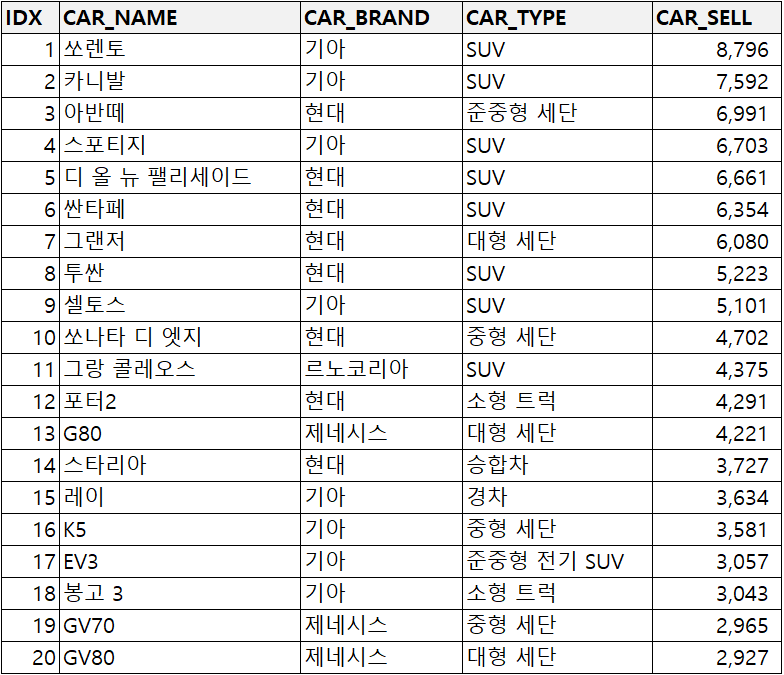 IDX CAR_NAME CAR_BRAND CAR_TYPE CAR_SELL
1 쏘렌토 기아 SUV 8,796
2 카니발 기아 SUV 7,592
3 아반떼 현대 준중형 세단 6,991
4 스포티지 기아 SUV 6,703
5 디 올 뉴 팰리세이드 현대 SUV 6,661
6 싼타페 현대 SUV 6,354
7 그랜저 현대 대형 세단 6,080
8 투싼 현대 SUV 5,223
9 셀토스 기아 SUV 5,101
10 쏘나타 디 엣지 현대 중형 세단 4,702
11 그랑 콜레오스 르노코리아 SUV 4,375
12 포터2 현대 소형 트럭 4,291
13 G80 제네시스 대형 세단 4,221
14 스타리아 현대 승합차 3,727
15 레이 기아 경차 3,634
16 K5 기아 중형 세단 3,581
17 EV3 기아 준중형 전기 SUV 3,057
18 봉고 3 기아 소형 트럭 3,043
19 GV70 제네시스 중형 세단 2,965
20 GV80 제네시스 대형 세단 2,927